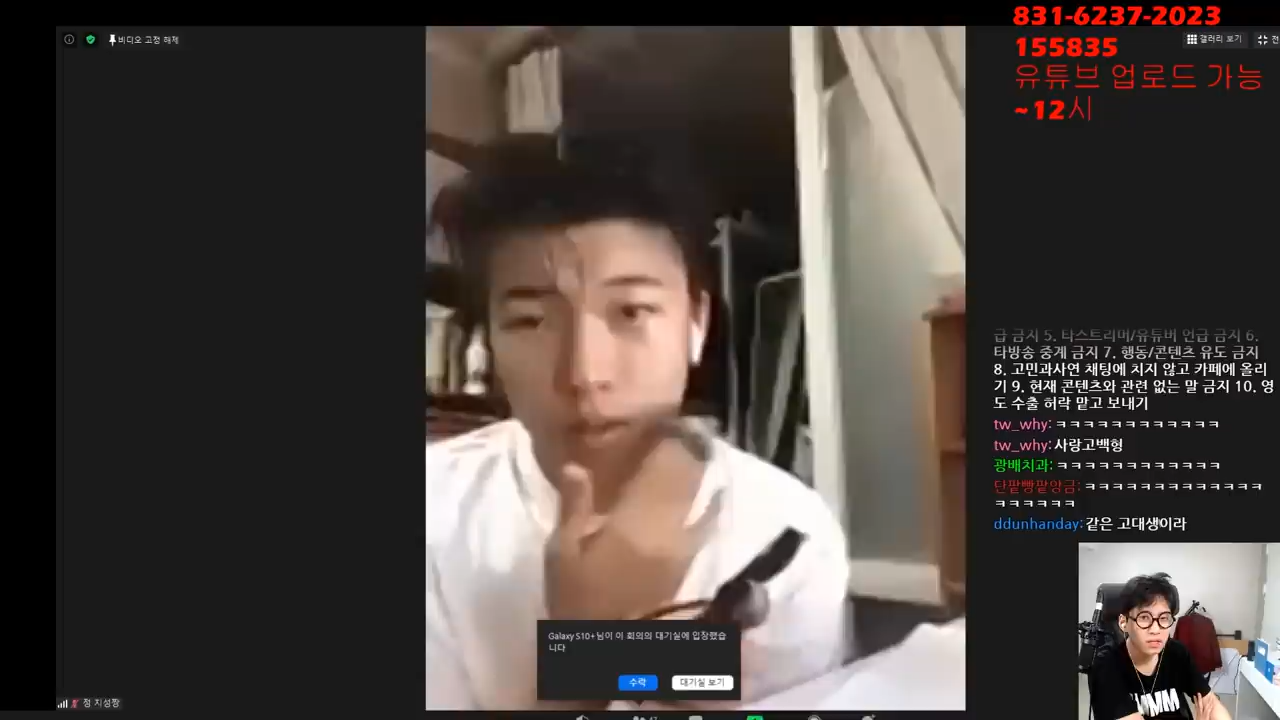 831-6237-2023
155835
유튜브 업로드 가능
~12시
비디오 고정 해제
갤러리 보기
전
급 금지 5. 타스트리머/유튜버 언급 금지 6.
타방송 중계 금지 7. 행동/콘텐츠 유도 금지
8. 고민과사연 채팅에 치지 않고 카페에 올리
기 9. 현재 콘텐츠와 관련 없는 말 금지 10. 영
도 수출 허락 맡고 보내기
tw_why: ㅋㅋㅋㅋㅋㅋㅋㅋㅋㅋㅋㅋ
tw_why: 사랑고백형
광배치과: ㅋㅋㅋㅋㅋㅋㅋㅋㅋㅋㅋㅋ
단팥빵팥앙금: ㅋㅋㅋㅋㅋㅋㅋㅋㅋㅋㅋㅋㅋ
ㅋㅋㅋㅋㅋㅋ
ddunhanday: 같은 고대생이라
Galaxy S10+님이 이 회의의 대기실에 입장했습
니다
수락
대기실 보기
정 지성짱